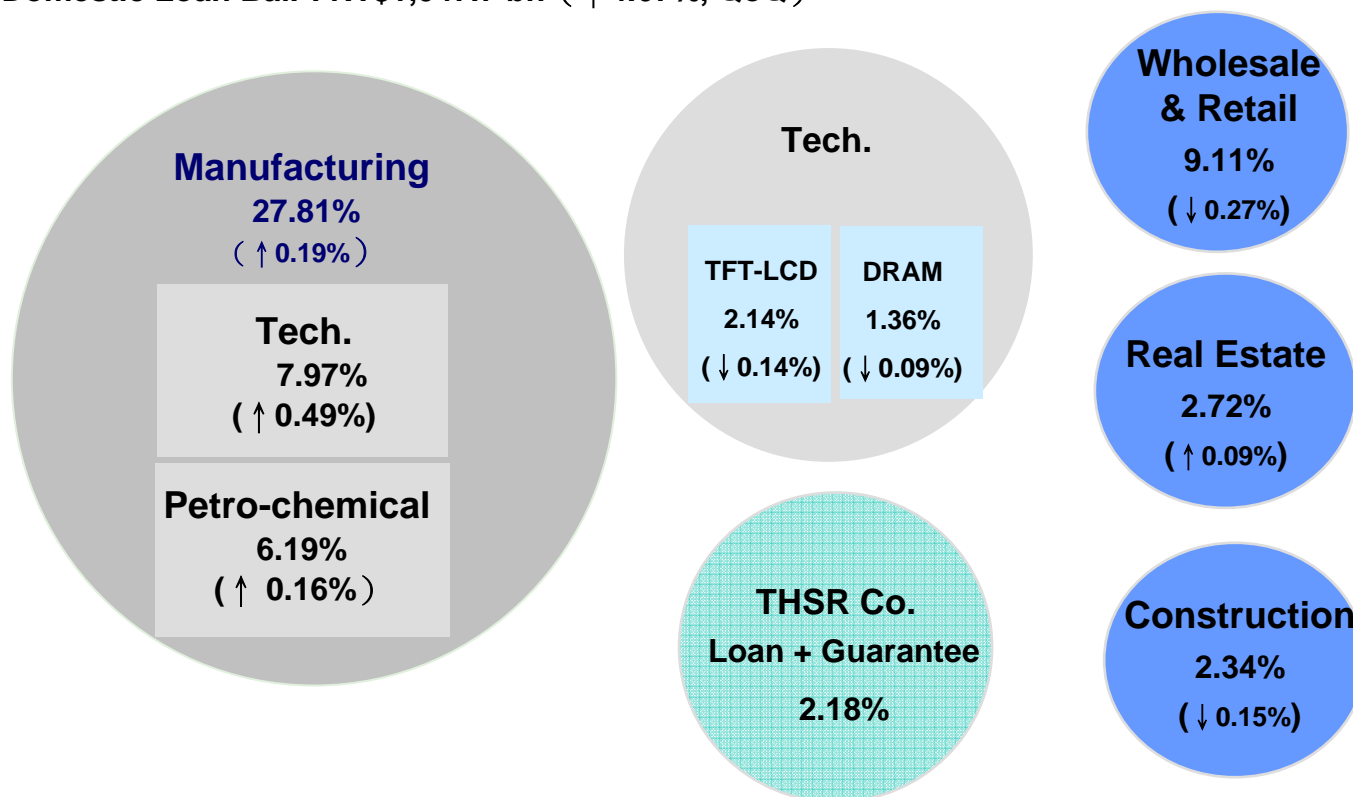 Manufacturing
27.81%
( ↑ 0.19% )
Tech.
7.97%
( ↑ 0.49%)
Petro-chemical
6.19%
( ↑ 0.16% )
Tech.
TFT-LCD
2.14%
( ↓ 0.14%)
DRAM
1.36%
( ↓ 0.09%)
THSR Co.
Loan + Guarantee
2.18%
Wholesale
& Retail
9.11%
( ↓ 0.27%)
Real Estate
2.72%
( ↑ 0.09%)
Construction
2.34%
( ↓ 0.15%)